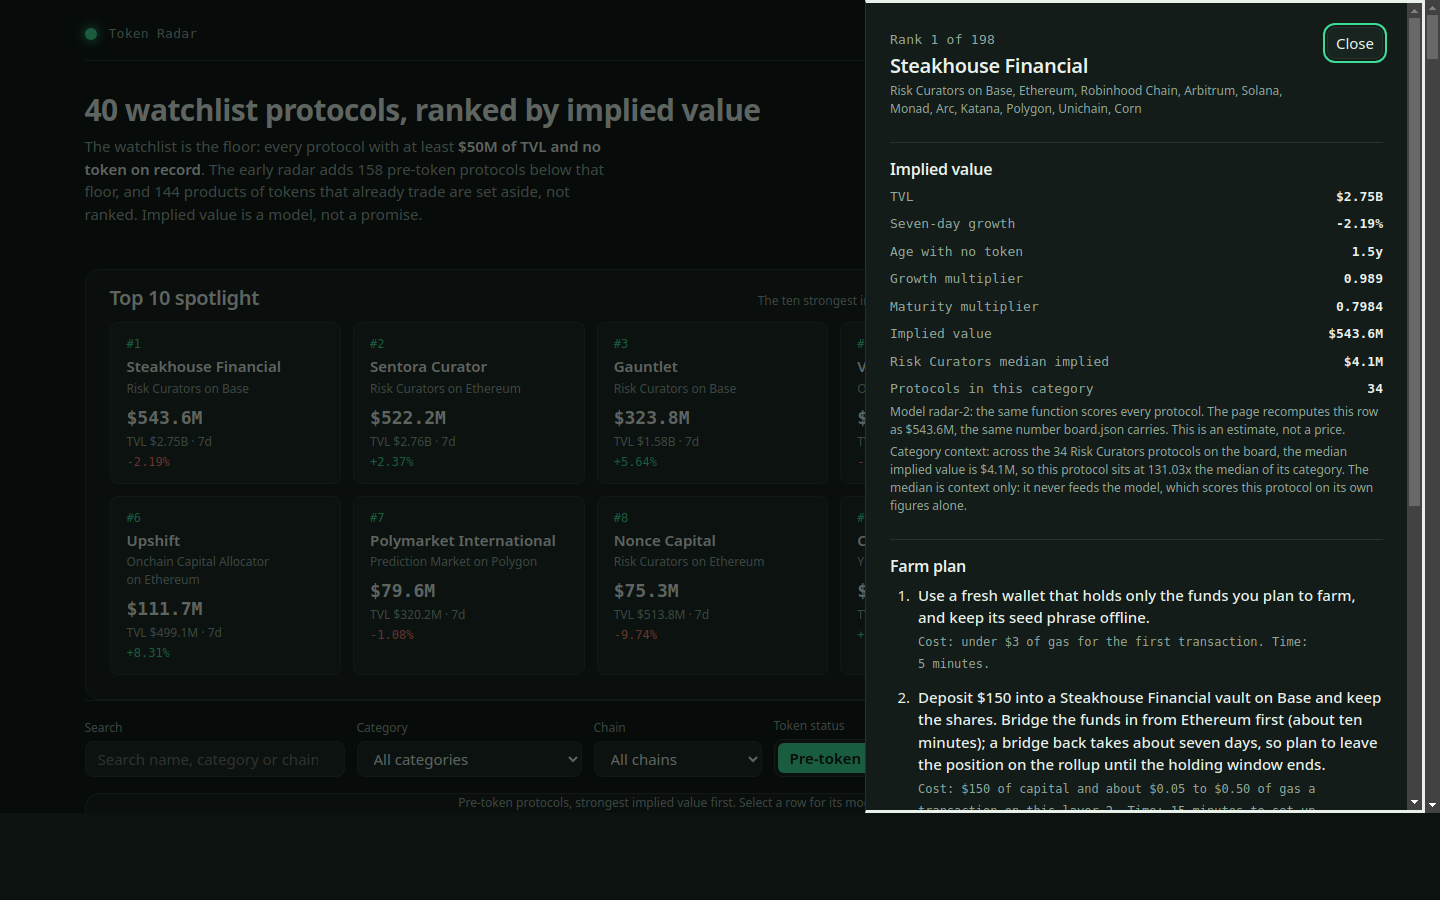 Token Radar
40 watchlist protocols, ranked by implied value
The watchlist is the floor: every protocol with at least $50M of TVL and no
token on record. The early radar adds 158 pre-token protocols below that
floor, and 144 products of tokens that already trade are set aside, not
ranked. Implied value is a model, not a promise.
Top 10 spotlight
The ten strongest
#1
Steakhouse Financial
Risk Curators on Base
$543.6M
TVL $2.75B · 7d
-2.19%
#2
Sentora Curator
Risk Curators on Ethereum
$522.2M
TVL $2.76B · 7d
+2.37%
#3
Gauntlet
Risk Curators on Base
$323.8M
TVL $1.58B · 7d
+5.64%
#6
Upshift
Onchain Capital Allocator
on Ethereum
$111.7M
TVL $499.1M · 7d
+8.31%
#7
Polymarket International
Prediction Market on Polygon
$79.6M
TVL $320.2M · 7d
-1.08%
#8
Nonce Capital
Risk Curators on Ethereum
$75.3M
TVL $513.8M · 7d
-9.74%
Search
Search name, category or chain
Category
All categories
Chain
All chains
Token status
Pre-token
Pre-token protocols, strongest implied value first. Select a row for its
Rank 1 of 198
Close
Steakhouse Financial
Risk Curators on Base, Ethereum, Robinhood Chain, Arbitrum, Solana,
Monad, Arc, Katana, Polygon, Unichain, Corn
Implied value
TVL $2.75B
Seven-day growth -2.19%
Age with no token 1.5y
Growth multiplier 0.989
Maturity multiplier 0.7984
Implied value $543.6M
Risk Curators median implied $4.1M
Protocols in this category 34
Model radar-2: the same function scores every protocol. The page recomputes this row
as $543.6M, the same number board.json carries. This is an estimate, not a price.
Category context: across the 34 Risk Curators protocols on the board, the median
implied value is $4.1M, so this protocol sits at 131.03x the median of its category. The
median is context only: it never feeds the model, which scores this protocol on its own
figures alone.
Farm plan
1. Use a fresh wallet that holds only the funds you plan to farm,
and keep its seed phrase offline.
Cost: under $3 of gas for the first transaction. Time:
5 minutes.
2. Deposit $150 into a Steakhouse Financial vault on Base and keep
the shares. Bridge the funds in from Ethereum first (about ten
minutes); a bridge back takes about seven days, so plan to leave
the position on the rollup until the holding window ends.
Cost: $150 of capital and about $0.05 to $0.50 of gas a
transaction on this layer 2. Time: 15 minutes to set up